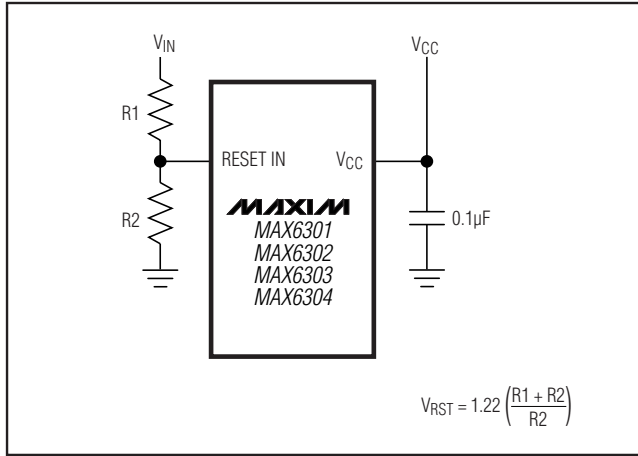 V_IN
V_CC
R1
RESET IN
V_CC
R2
MAXIM
MAX6301
MAX6302
MAX6303
MAX6304
0.1µF
V_RST = 1.22 (R1 + R2 / R2)